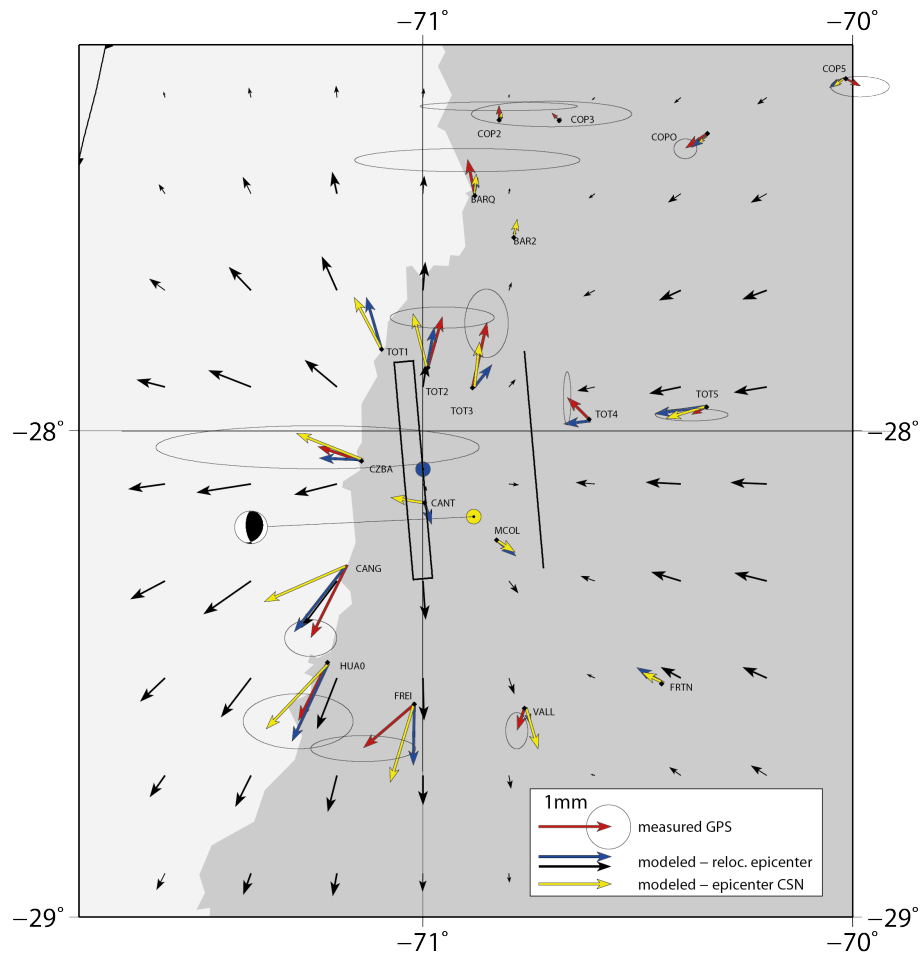 −71° −70°
COP5
COP2 COP3
COPO
BARQ
BAR2
TOT1
TOT2
TOT3
TOT4
TOT5
−28° −28°
CZBA
CANT
MCOL
CANG
HUA0
FREI
FRTN
VALL
1mm
measured GPS
modeled − reloc. epicenter
modeled − epicenter CSN
−29° −29°
−71° −70°